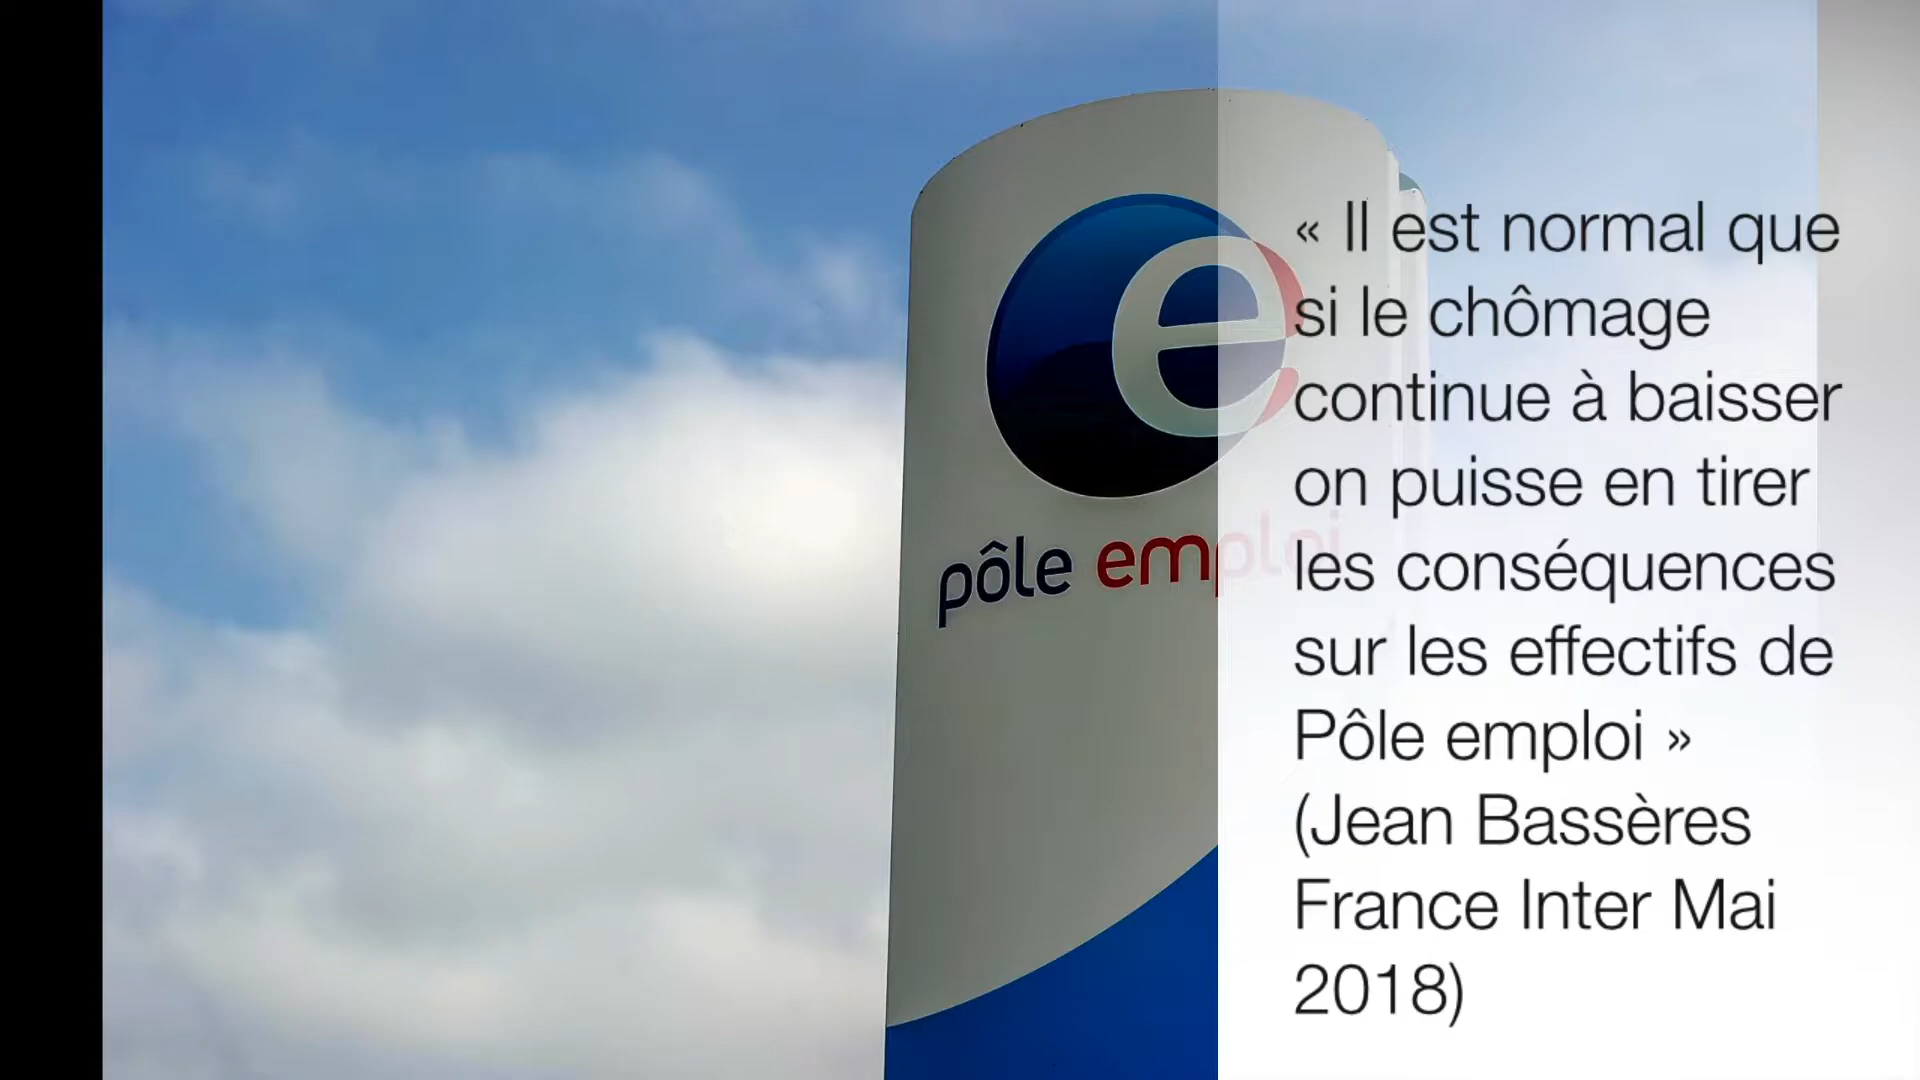 e
pôle emploi
« Il est normal que
si le chômage
continue à baisser
on puisse en tirer
les conséquences
sur les effectifs de
Pôle emploi »
(Jean Bassères
France Inter Mai
2018)